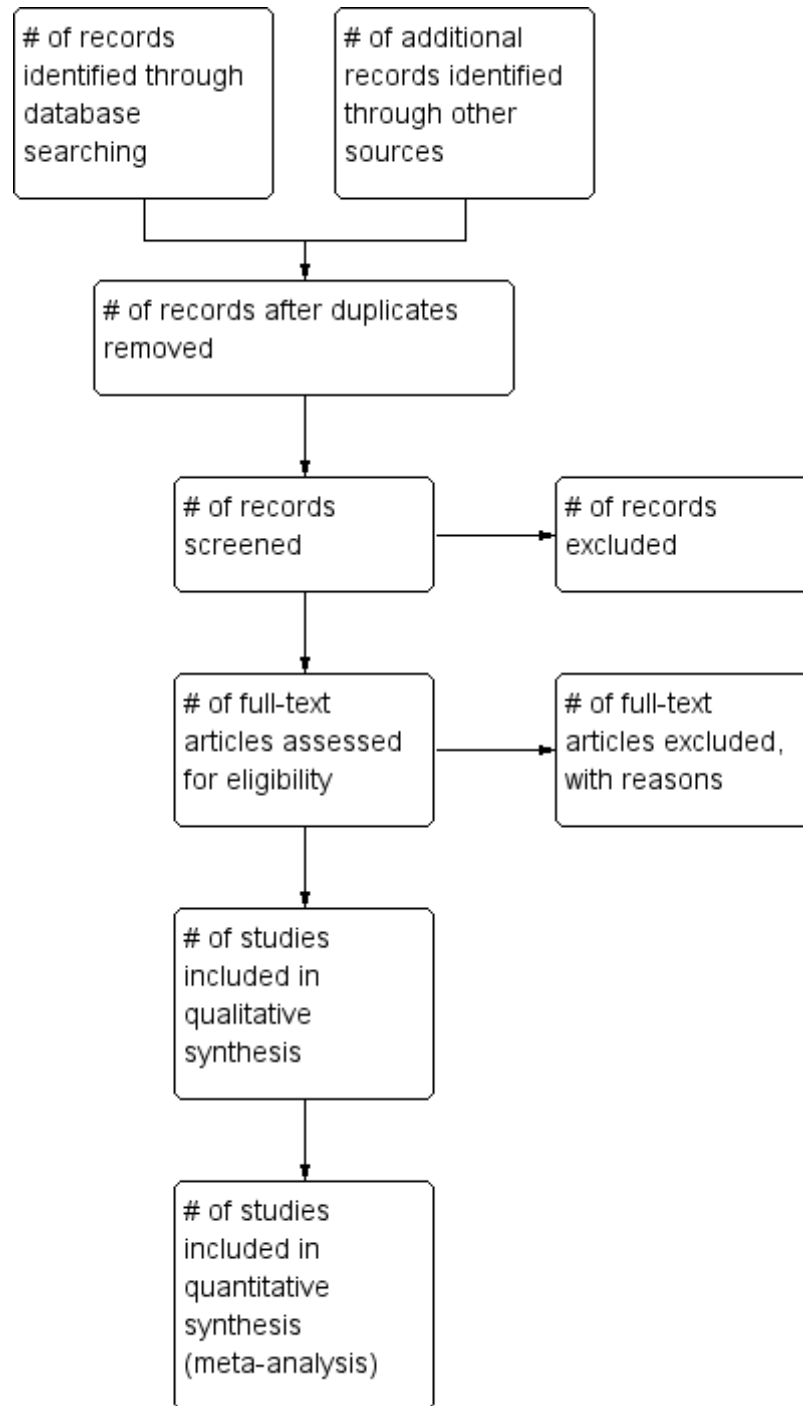 # of records
identified through
database
searching
# of additional
records identified
through other
sources
# of records after duplicates
removed
# of records
screened
# of records
excluded
# of full-text
articles assessed
for eligibility
# of full-text
articles excluded,
with reasons
# of studies
included in
qualitative
synthesis
# of studies
included in
quantitative
synthesis
(meta-analysis)